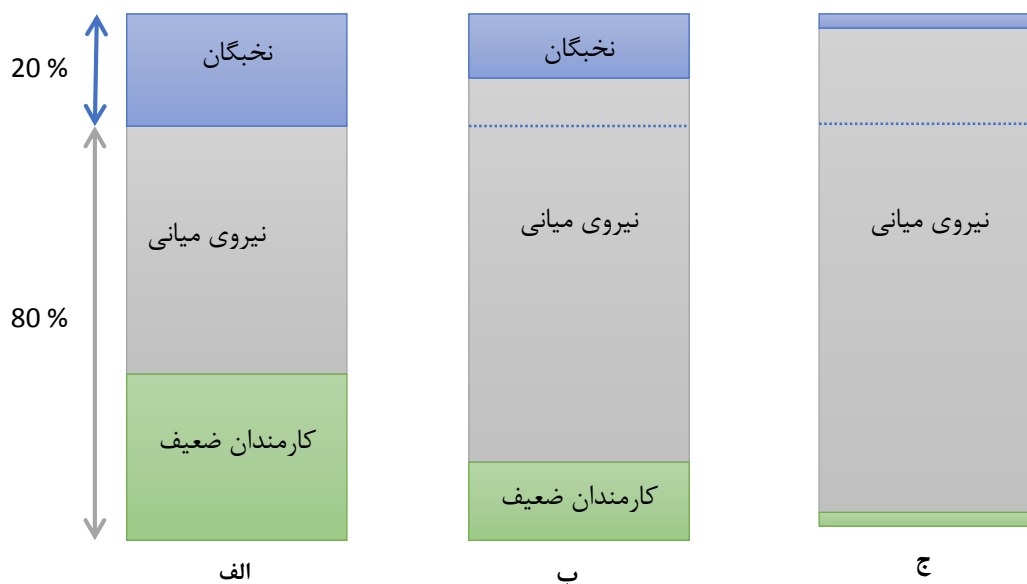 نخبگان
نخبگان
20 %
نیروی میانی
نیروی میانی
نیروی میانی
80 %
کارمندان ضعیف
کارمندان ضعیف
الف
ب
ج